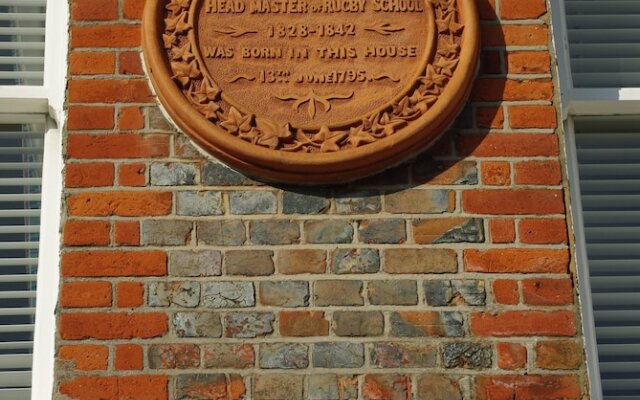 HEAD MASTER OF RUGBY SCHOOL
1828-1842
WAS BORN IN THIS HOUSE
13TH JUNE 1795